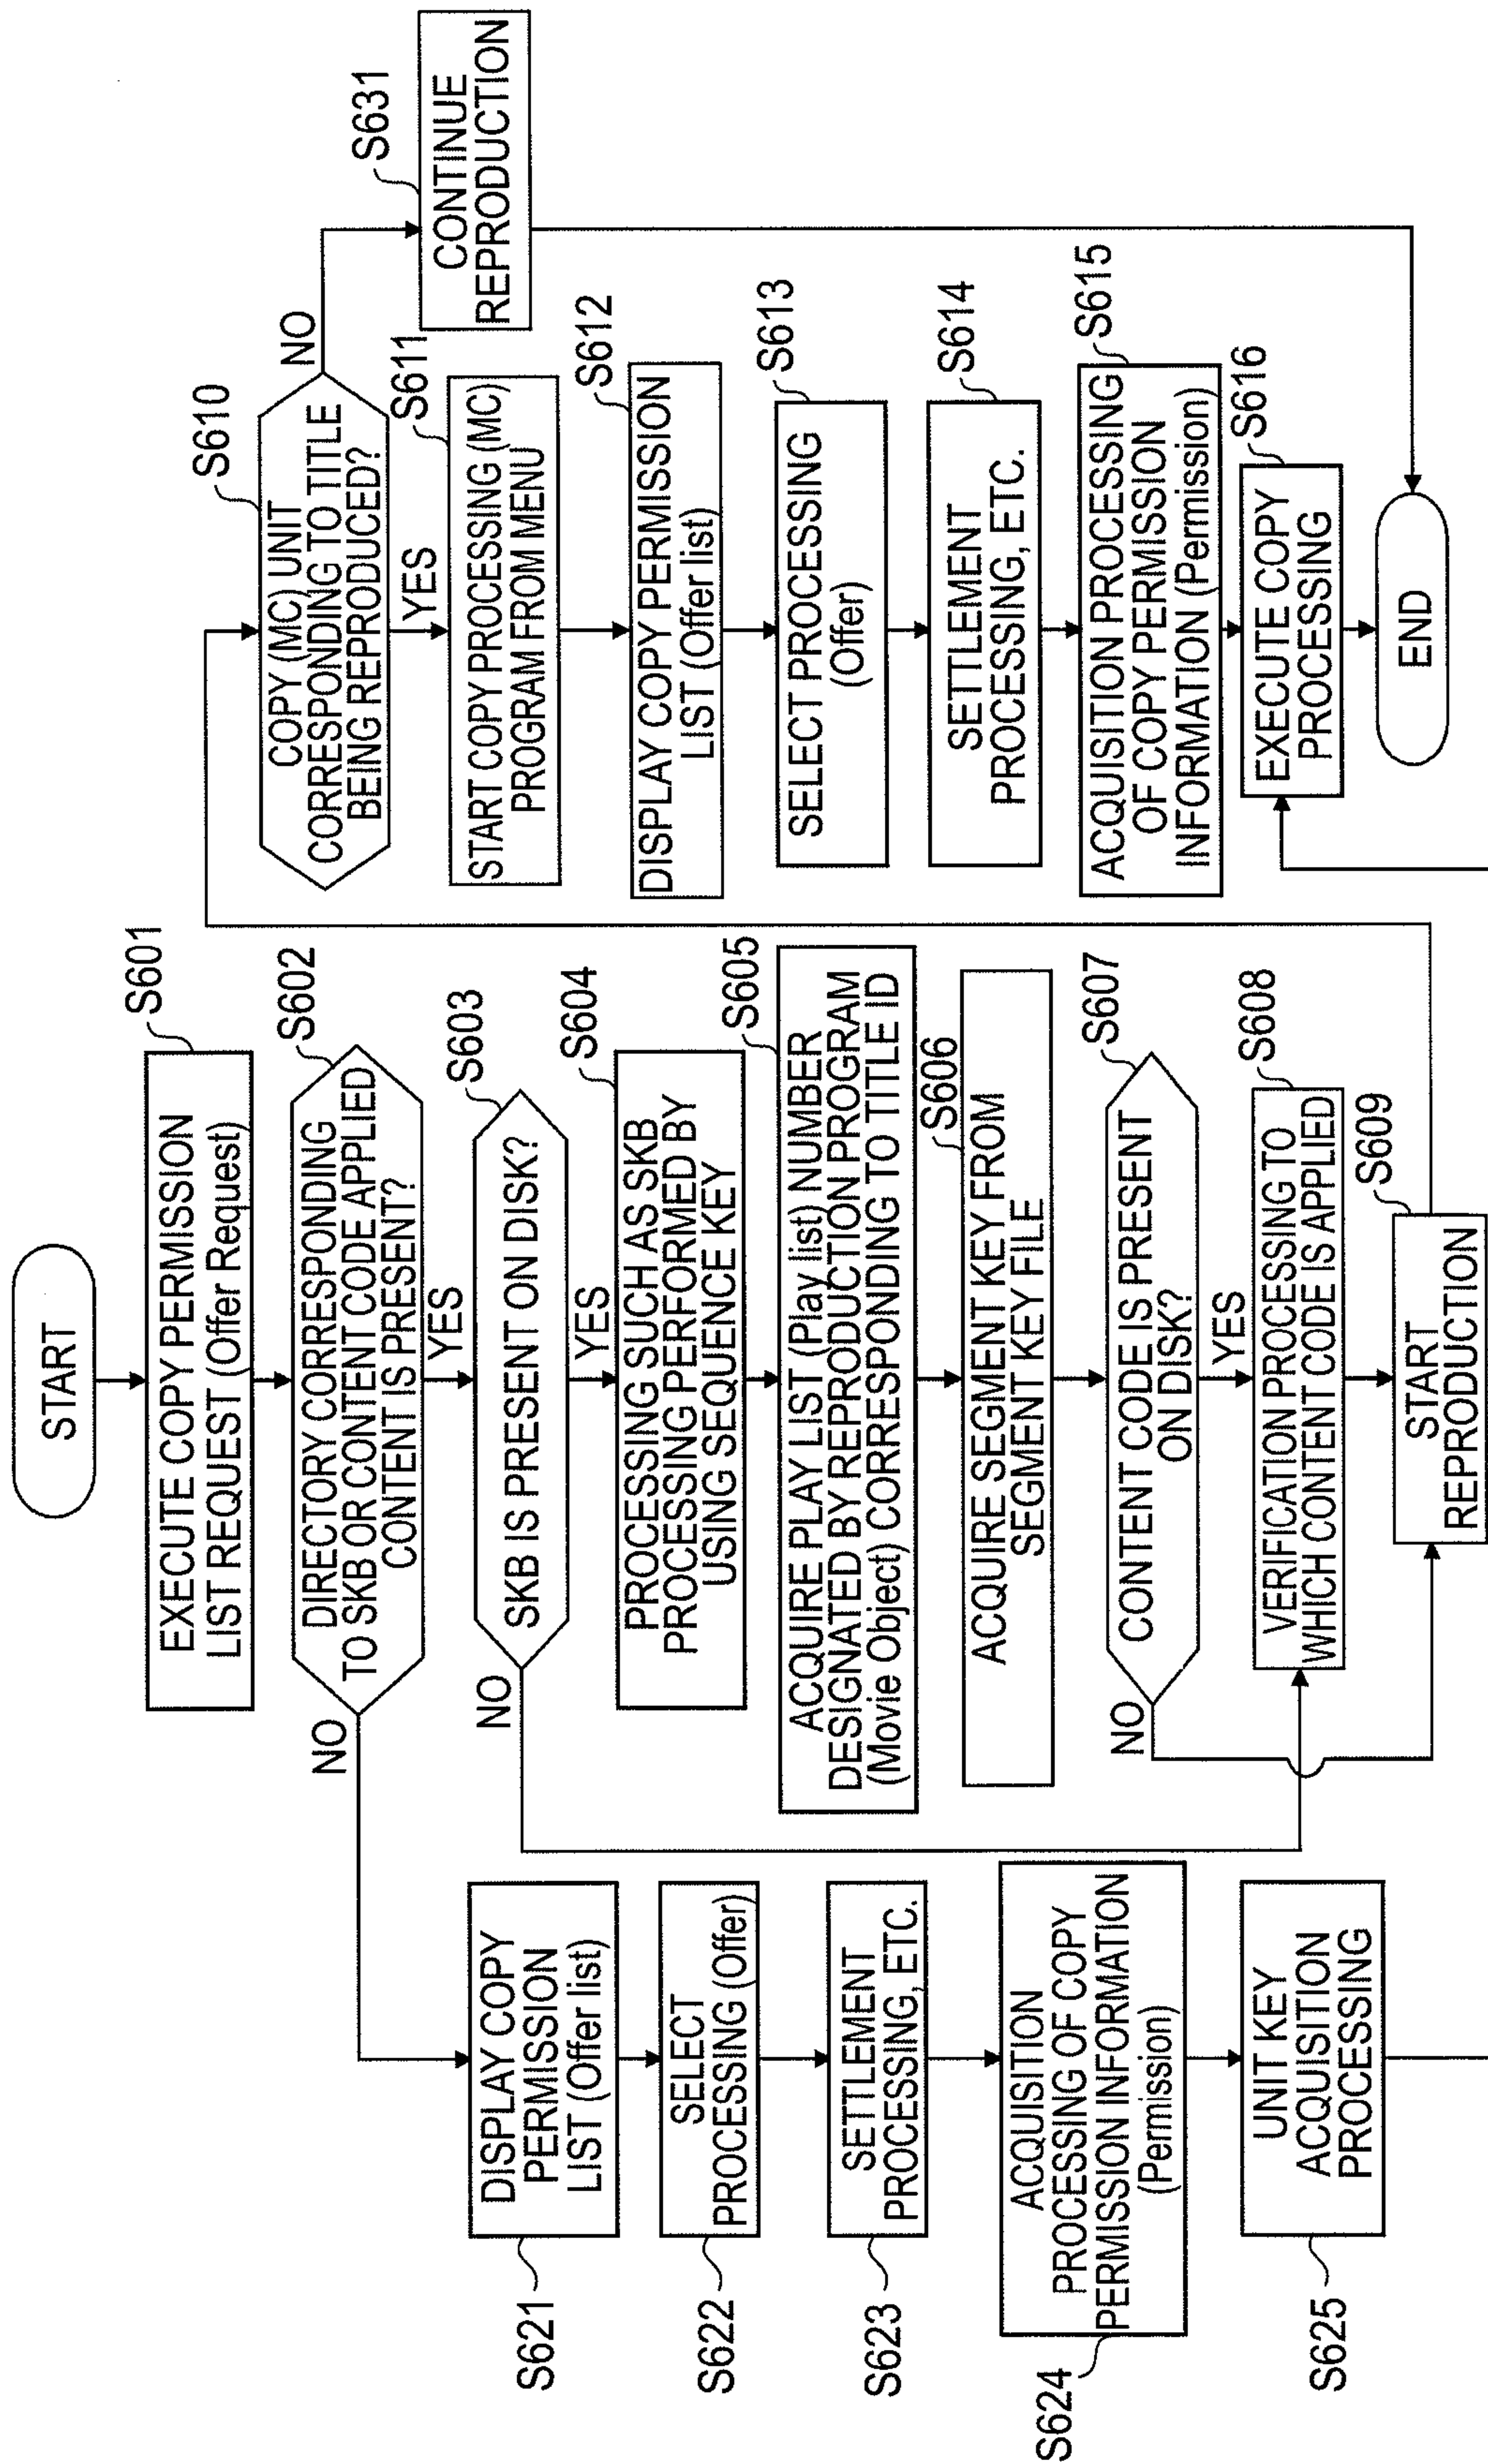 START
S601
EXECUTE COPY PERMISSION
LIST REQUEST (Offer Request)
S602
DIRECTORY CORRESPONDING
TO SKB OR CONTENT CODE APPLIED
CONTENT IS PRESENT?
NO
YES
S603
SKB IS PRESENT ON DISK?
NO
YES
S604
PROCESSING SUCH AS SKB
PROCESSING PERFORMED BY
USING SEQUENCE KEY
S605
ACQUIRE PLAY LIST (Play list) NUMBER
DESIGNATED BY REPRODUCTION PROGRAM
(Movie Object) CORRESPONDING TO TITLE ID
S606
ACQUIRE SEGMENT KEY FROM
SEGMENT KEY FILE
S607
CONTENT CODE IS PRESENT
ON DISK?
NO
YES
S608
VERIFICATION PROCESSING TO
WHICH CONTENT CODE IS APPLIED
S609
START
REPRODUCTION
S610
COPY (MC) UNIT
CORRESPONDING TO TITLE
BEING REPRODUCED?
NO
YES
S631
CONTINUE
REPRODUCTION
S611
START COPY PROCESSING (MC)
PROGRAM FROM MENU
S612
DISPLAY COPY PERMISSION
LIST (Offer list)
S613
SELECT PROCESSING
(Offer)
S614
SETTLEMENT
PROCESSING, ETC.
S615
ACQUISITION PROCESSING
OF COPY PERMISSION
INFORMATION (Permission)
S616
EXECUTE COPY
PROCESSING
END
S621
DISPLAY COPY
PERMISSION
LIST (Offer list)
S622
SELECT
PROCESSING (Offer)
S623
SETTLEMENT
PROCESSING, ETC.
S624
ACQUISITION
PROCESSING OF COPY
PERMISSION INFORMATION
(Permission)
S625
UNIT KEY
ACQUISITION
PROCESSING